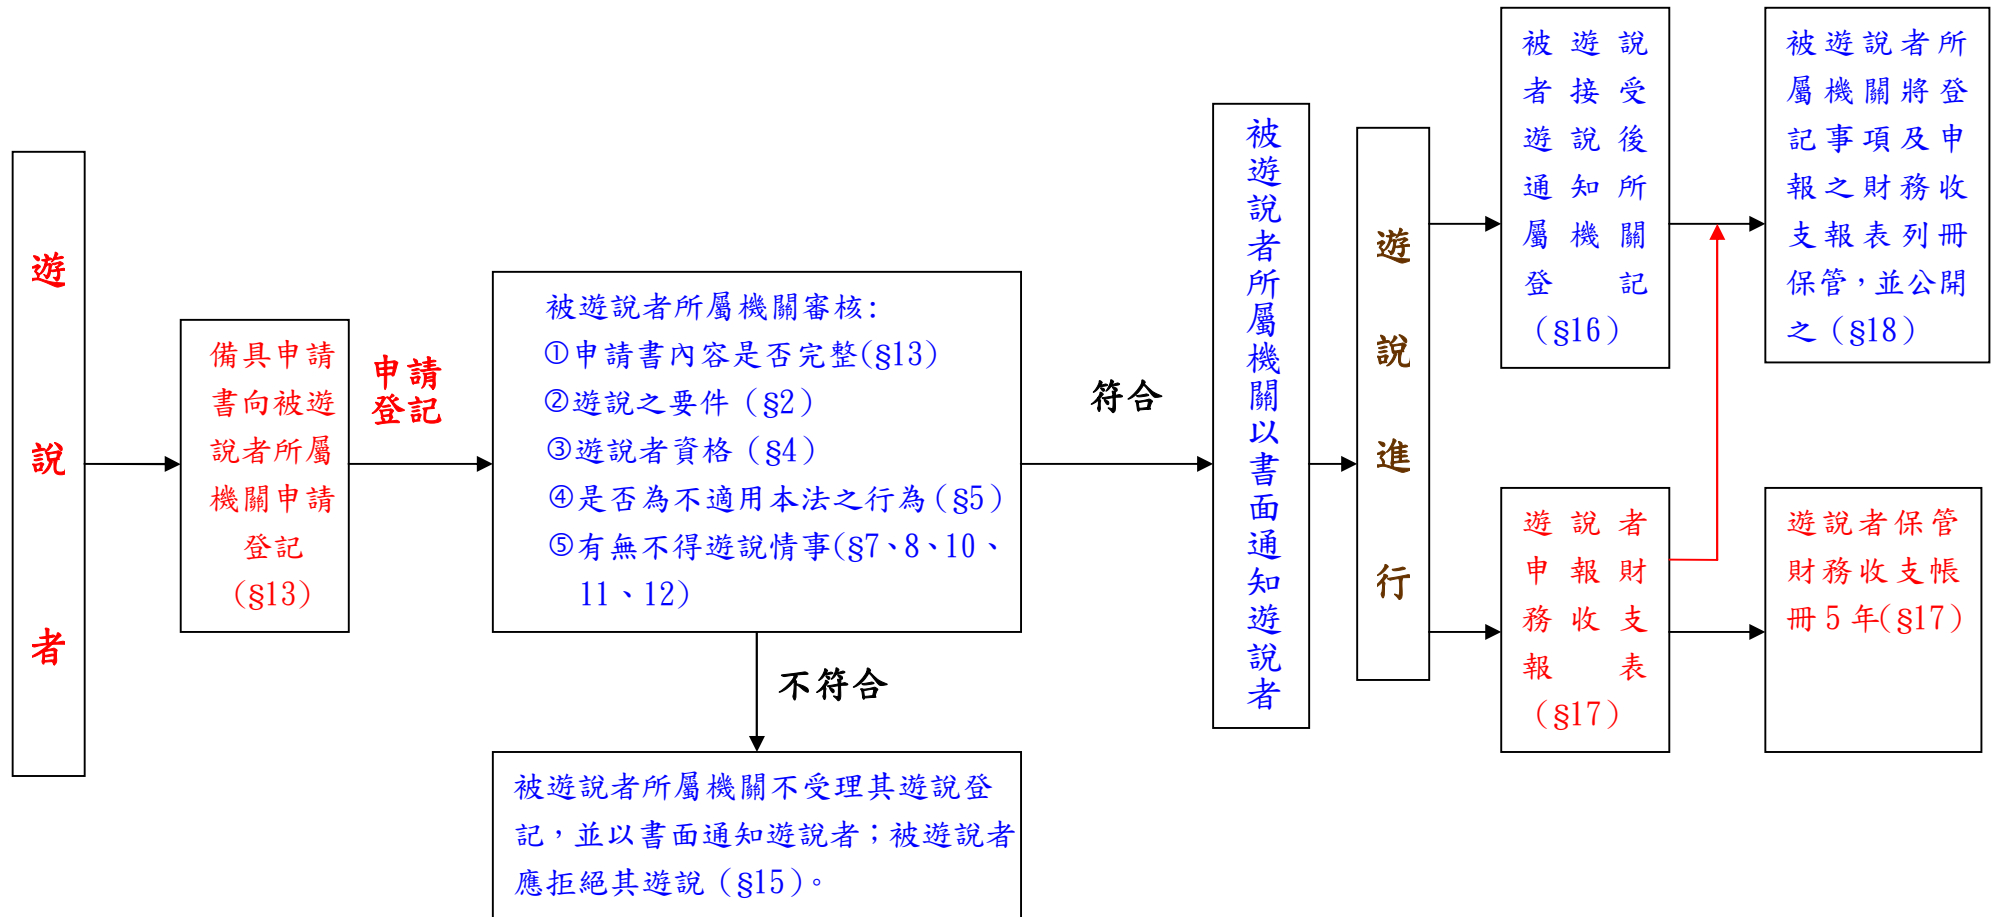 遊說者
備具申請
書向被遊
說者所屬
機關申請
登記
(§13)
申請
登記
被遊說者所屬機關審核:
①申請書內容是否完整(§13)
②遊說之要件（§2）
③遊說者資格（§4）
④是否為不適用本法之行為（§5）
⑤有無不得遊說情事(§7、8、10、
11、12)
不符合
被遊說者所屬機關不受理其遊說登
記，並以書面通知遊說者；被遊說者
應拒絕其遊說（§15）。
符合
被遊說者所屬機關以書面通知遊說者
遊說進行
被遊說
者接受
遊說後
通知所
屬機關
登記
（§16）
被遊說者所
屬機關將登
記事項及申
報之財務收
支報表列冊
保管，並公開
之（§18）
遊說者
申報財
務收支
報表
（§17）
遊說者保管
財務收支帳
冊 5 年(§17)